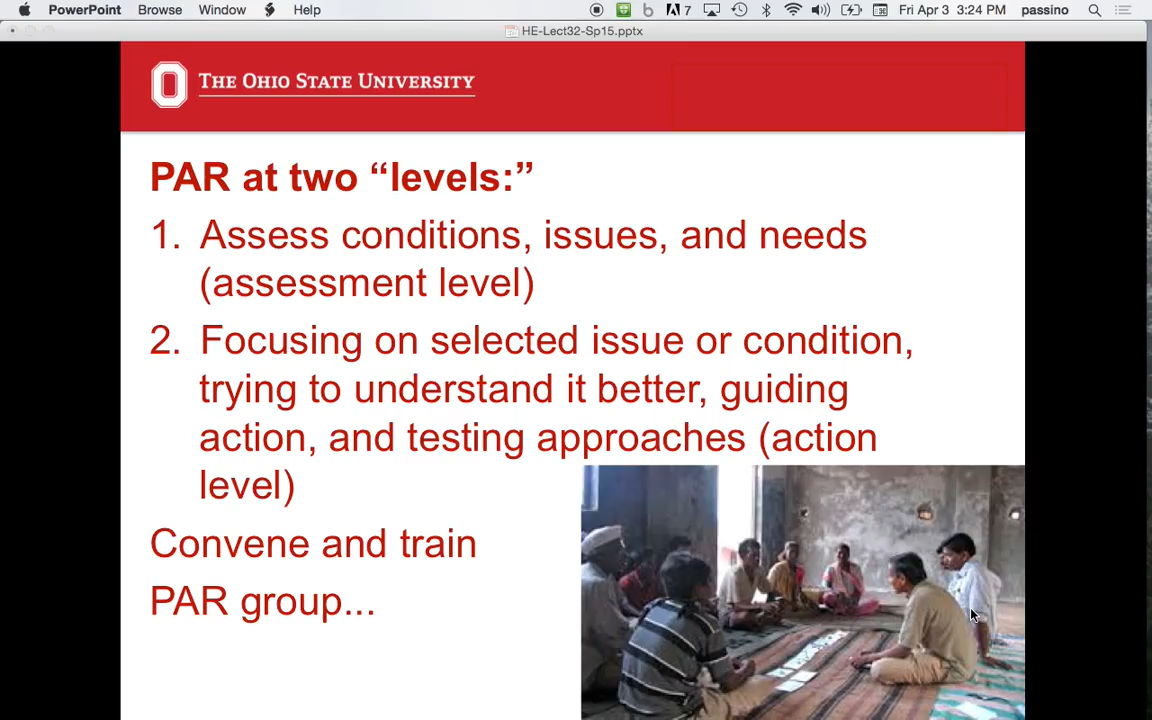 PowerPoint Browse Window Help 7 Fri Apr 3 3:24 PM passino
HE-Lect32-Sp15.pptx
THE OHIO STATE UNIVERSITY
PAR at two “levels:”
1. Assess conditions, issues, and needs
(assessment level)
2. Focusing on selected issue or condition,
trying to understand it better, guiding
action, and testing approaches (action
level)
Convene and train
PAR group...